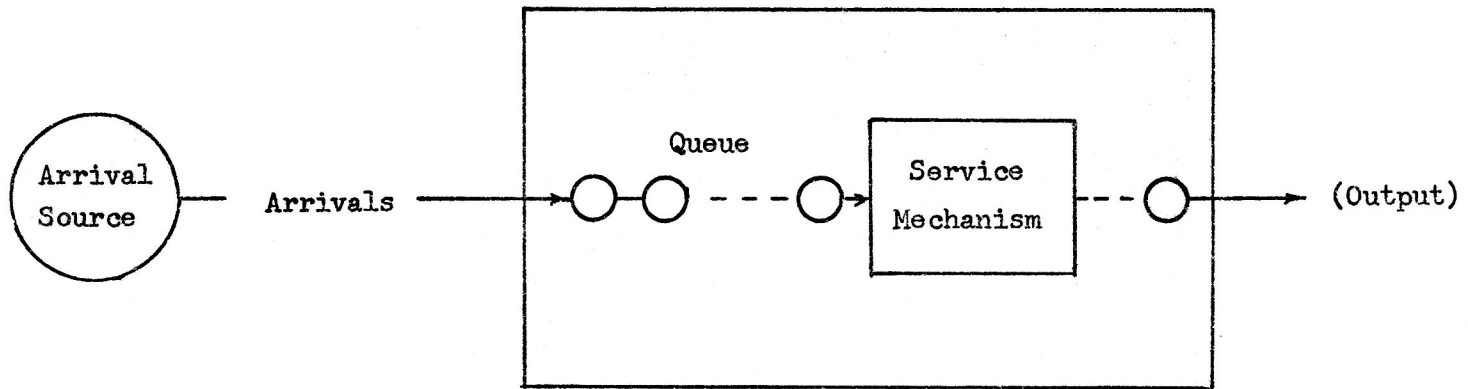 Arrival
Source
Arrivals
Queue
Service
Mechanism
(Output)